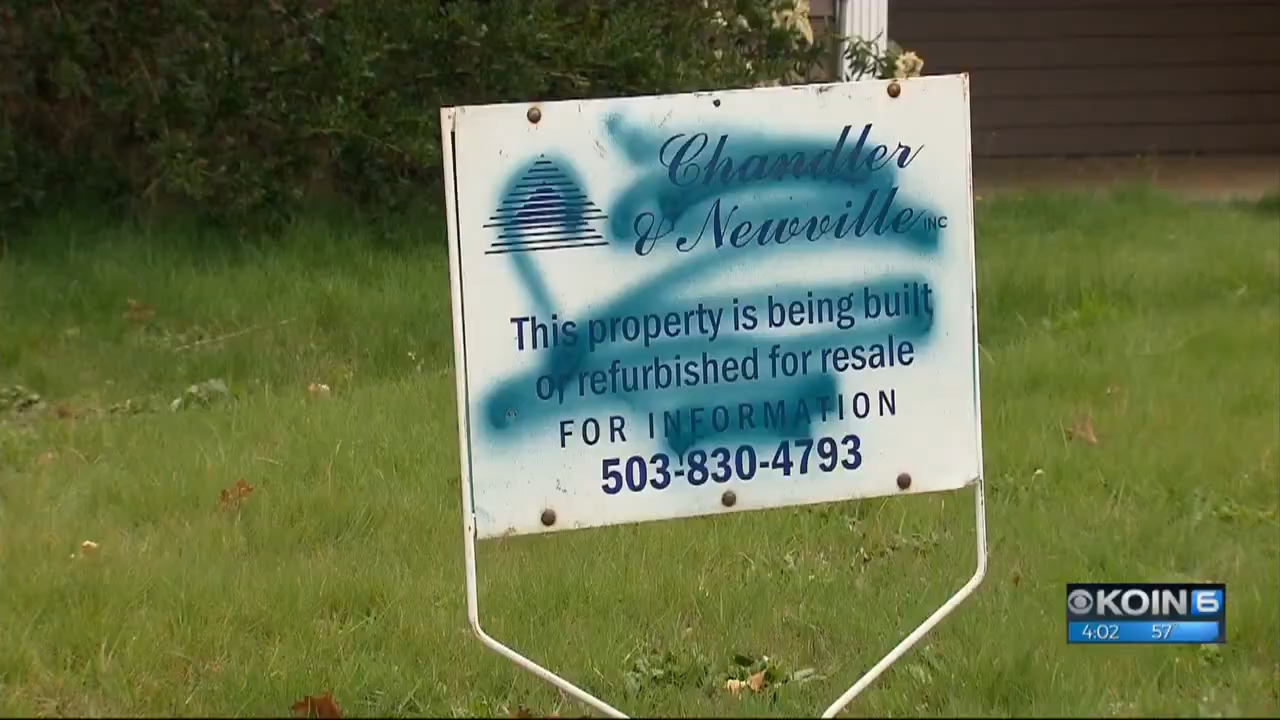 Chandler
& Newville INC
This property is being built
or refurbished for resale
FOR INFORMATION
503-830-4793
KOIN 6
4:02 57°